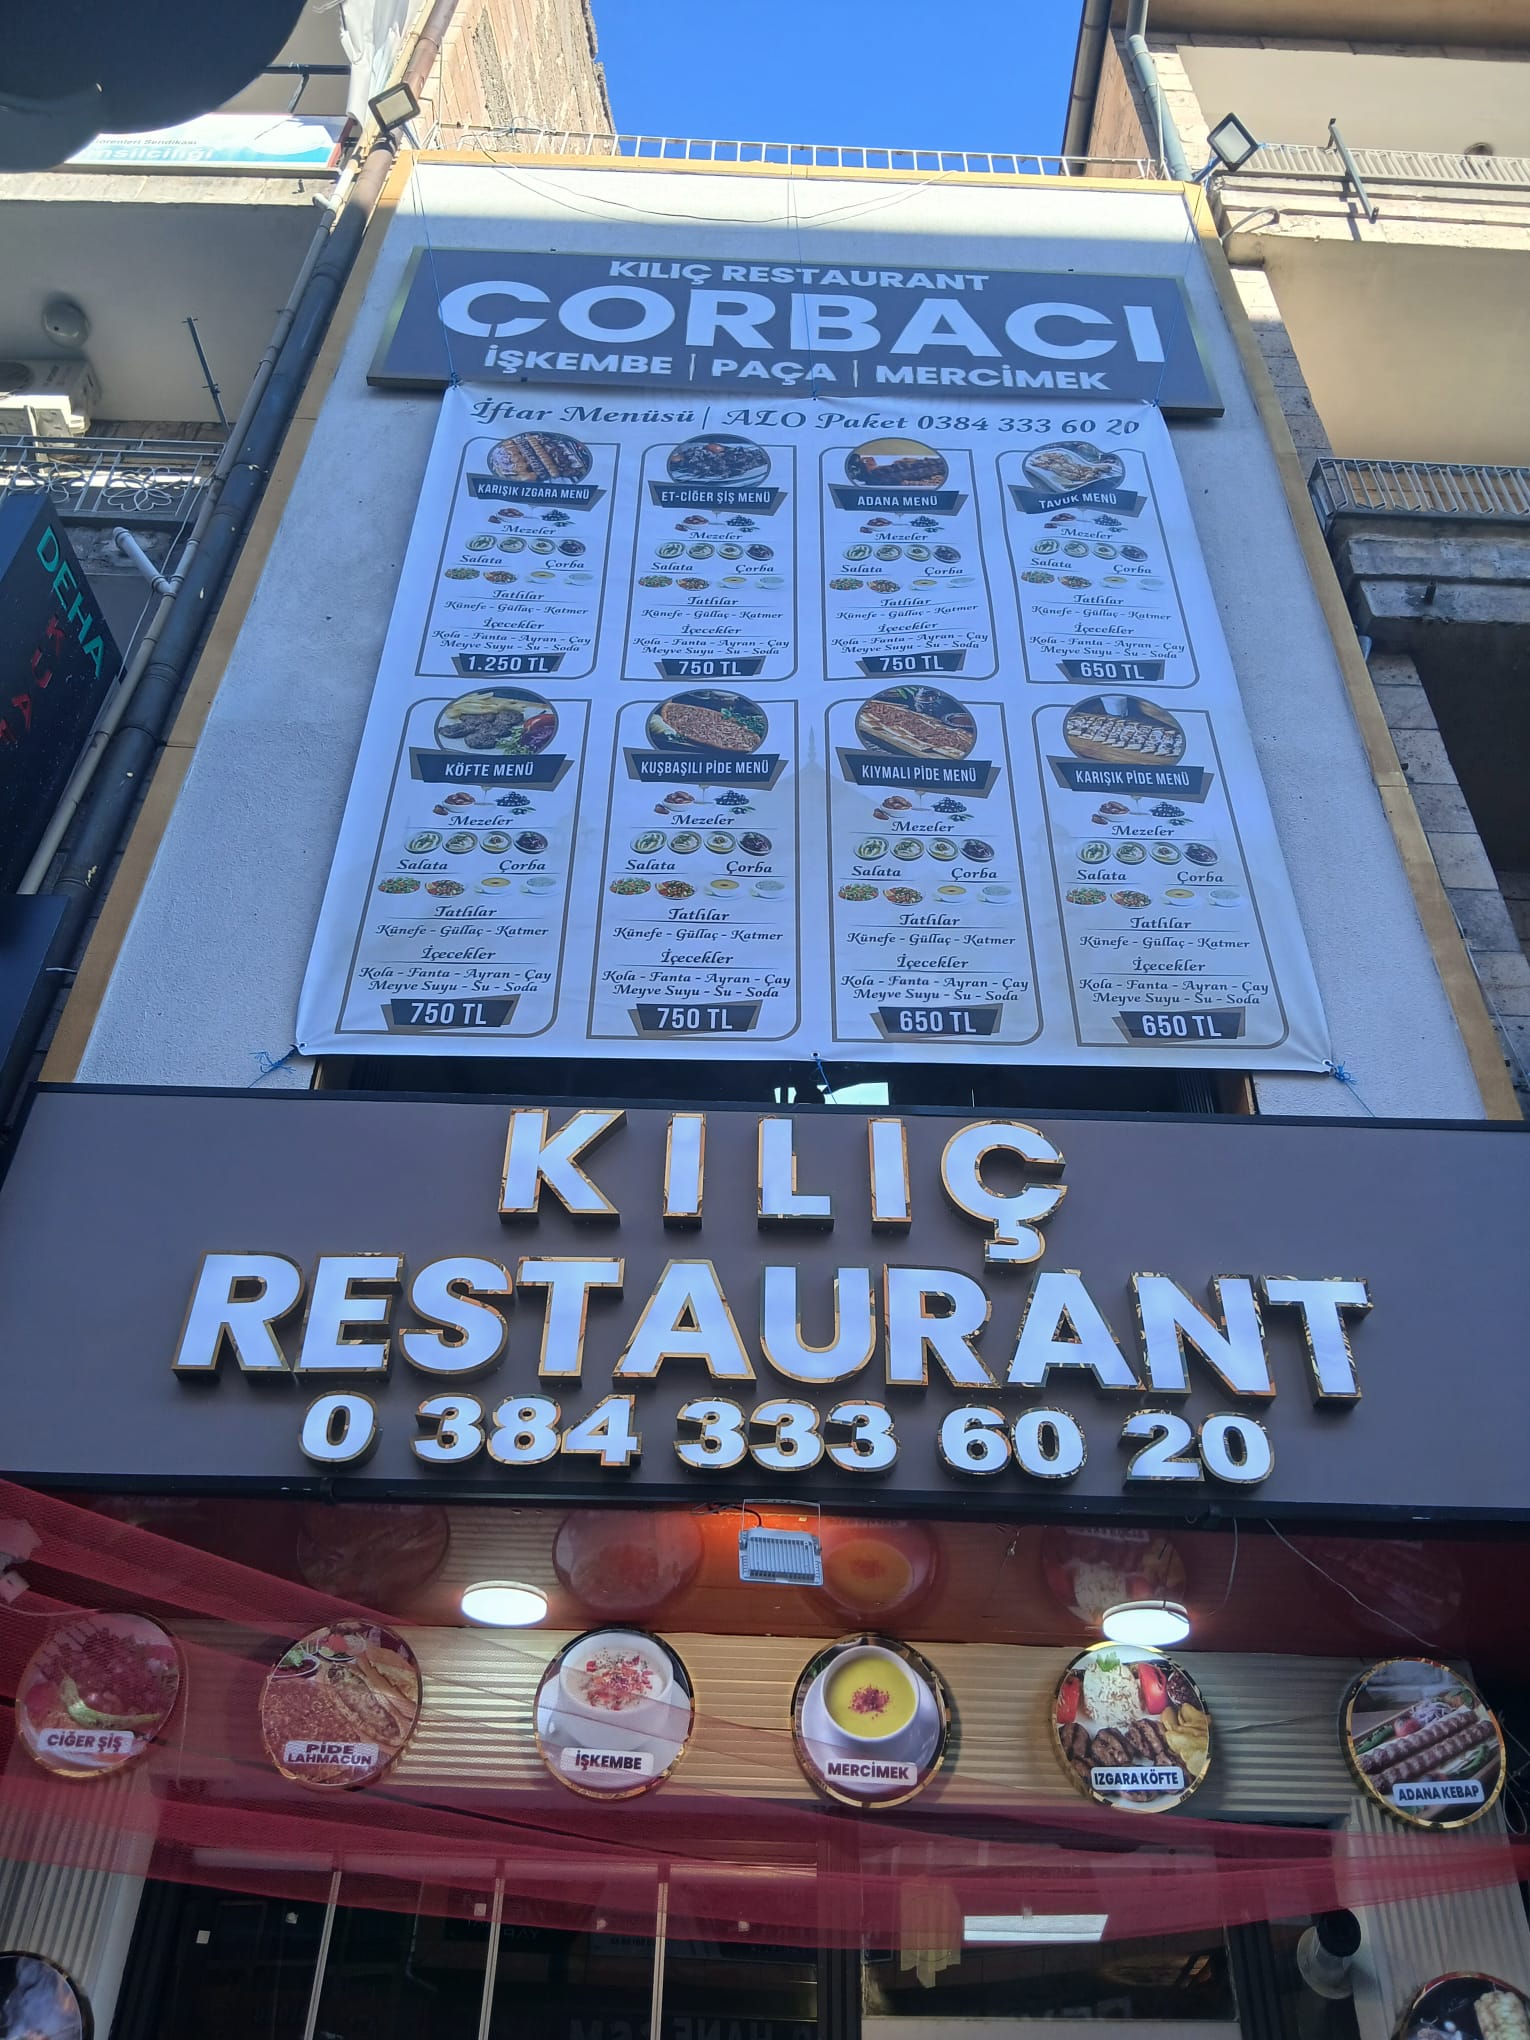 örenleri Sendikası
nsilciliği
KILIÇ RESTAURANT
ÇORBACI
İŞKEMBE | PAÇA | MERCİMEK
İftar Menüsü | ALO Paket 0384 333 60 20
KARIŞIK IZGARA MENÜ
Mezeler
Salata Çorba
Tatlılar
Künefe - Güllaç - Katmer
İçecekler
Kola - Fanta - Ayran - Çay
Meyve Suyu - Su - Soda
1.250 TL
ET-CİĞER ŞİŞ MENÜ
Mezeler
Salata Çorba
Tatlılar
Künefe - Güllaç - Katmer
İçecekler
Kola - Fanta - Ayran - Çay
Meyve Suyu - Su - Soda
750 TL
ADANA MENÜ
Mezeler
Salata Çorba
Tatlılar
Künefe - Güllaç - Katmer
İçecekler
Kola - Fanta - Ayran - Çay
Meyve Suyu - Su - Soda
750 TL
TAVUK MENÜ
Mezeler
Salata Çorba
Tatlılar
Künefe - Güllaç - Katmer
İçecekler
Kola - Fanta - Ayran - Çay
Meyve Suyu - Su - Soda
650 TL
KÖFTE MENÜ
Mezeler
Salata Çorba
Tatlılar
Künefe - Güllaç - Katmer
İçecekler
Kola - Fanta - Ayran - Çay
Meyve Suyu - Su - Soda
750 TL
KUŞBAŞILI PİDE MENÜ
Mezeler
Salata Çorba
Tatlılar
Künefe - Güllaç - Katmer
İçecekler
Kola - Fanta - Ayran - Çay
Meyve Suyu - Su - Soda
750 TL
KIYMALI PİDE MENÜ
Mezeler
Salata Çorba
Tatlılar
Künefe - Güllaç - Katmer
İçecekler
Kola - Fanta - Ayran - Çay
Meyve Suyu - Su - Soda
650 TL
KARIŞIK PİDE MENÜ
Mezeler
Salata Çorba
Tatlılar
Künefe - Güllaç - Katmer
İçecekler
Kola - Fanta - Ayran - Çay
Meyve Suyu - Su - Soda
650 TL
DEHA
KILIÇ
RESTAURANT
0 384 333 60 20
CİĞER ŞİŞ
PİDE
LAHMACUN
İŞKEMBE
MERCİMEK
IZGARA KÖFTE
ADANA KEBAP